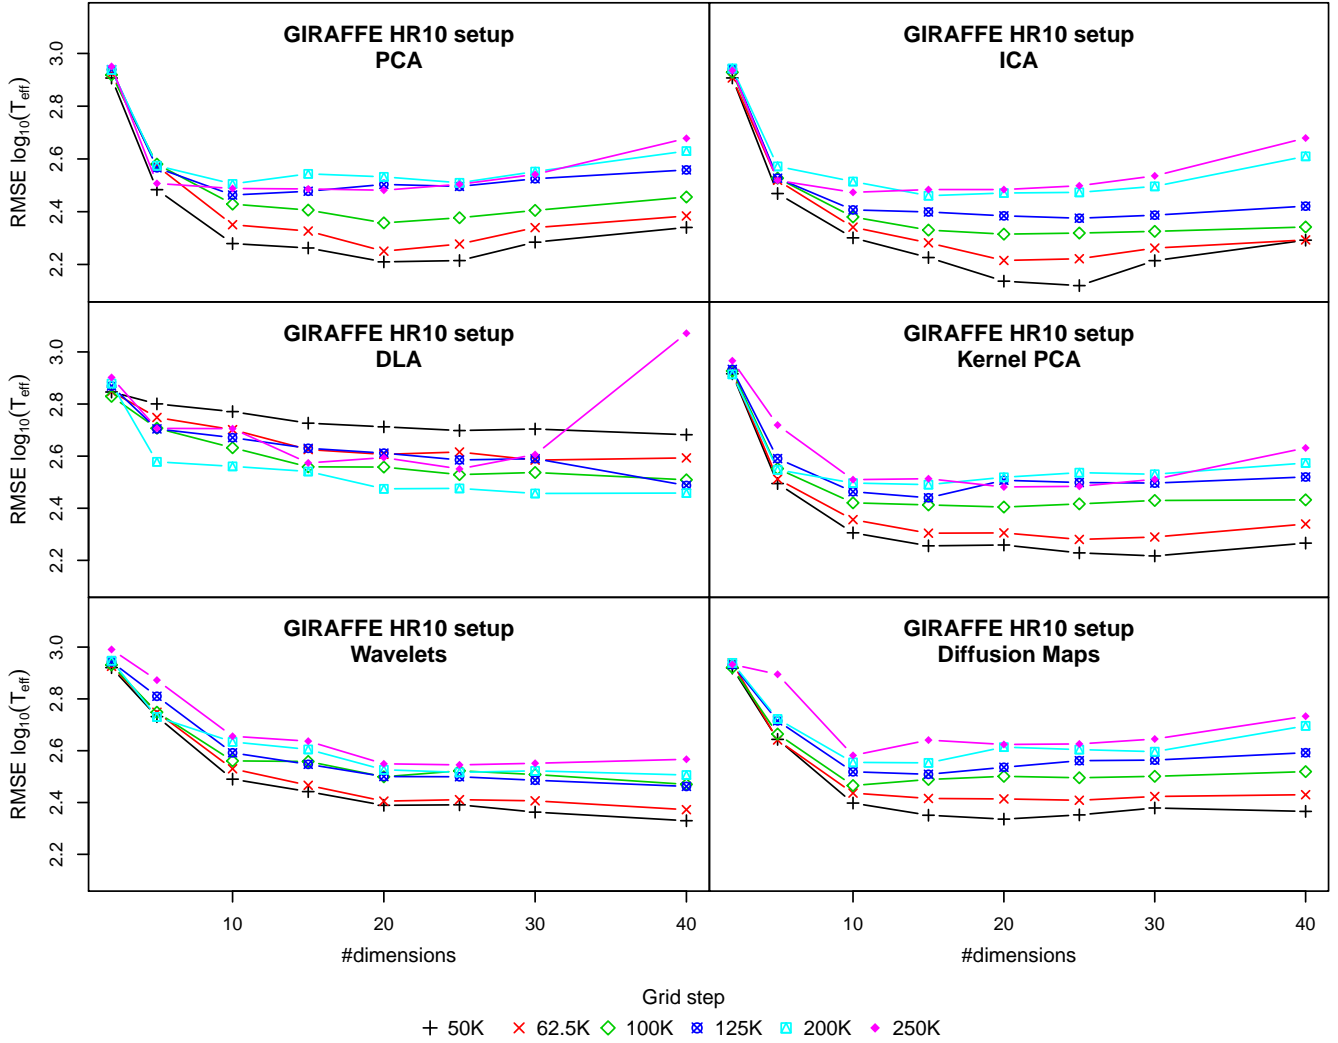 GIRAFFE HR10 setup
PCA
GIRAFFE HR10 setup
ICA
RMSE log10(Teff)
3.0
2.8
2.6
2.4
2.2
GIRAFFE HR10 setup
DLA
GIRAFFE HR10 setup
Kernel PCA
RMSE log10(Teff)
3.0
2.8
2.6
2.4
2.2
GIRAFFE HR10 setup
Wavelets
GIRAFFE HR10 setup
Diffusion Maps
RMSE log10(Teff)
3.0
2.8
2.6
2.4
2.2
10 20 30 40
10 20 30 40
#dimensions
#dimensions
Grid step
50K 62.5K 100K 125K 200K 250K